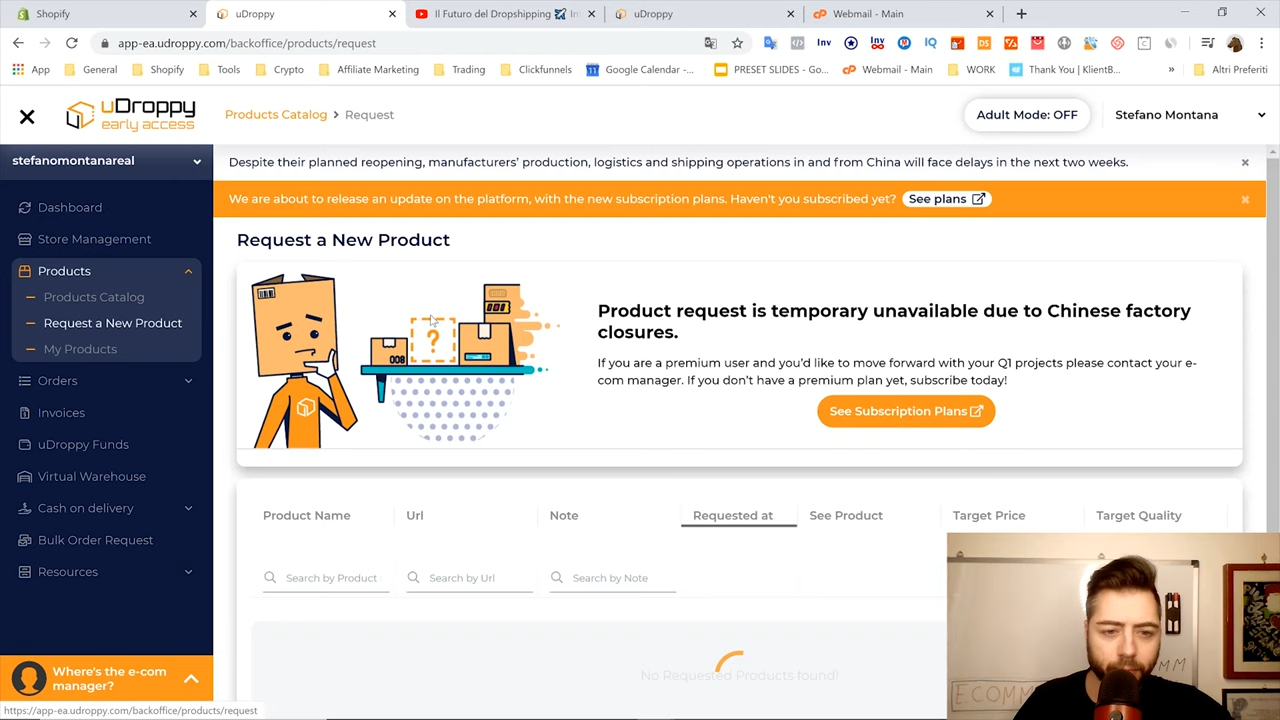 Shopify
uDroppy
Il Futuro del Dropshipping
uDroppy
Webmail - Main
app-ea.udroppy.com/backoffice/products/request
App
General
Shopify
Tools
Crypto
Affiliate Marketing
Trading
Clickfunnels
Google Calendar -...
PRESET SLIDES - Go...
Webmail - Main
WORK
Thank You | KlientB...
»
Altri Preferiti
uDroppy
early access
Products Catalog > Request
Adult Mode: OFF
Stefano Montana
stefanomontanareal
Despite their planned reopening, manufacturers' production, logistics and shipping operations in and from China will face delays in the next two weeks.
We are about to release an update on the platform, with the new subscription plans. Haven't you subscribed yet? See plans
Dashboard
Store Management
Products
Products Catalog
Request a New Product
My Products
Orders
Invoices
uDroppy Funds
Virtual Warehouse
Cash on delivery
Bulk Order Request
Resources
Where's the e-com
manager?
Request a New Product
008
?
Product request is temporary unavailable due to Chinese factory
closures.
If you are a premium user and you'd like to move forward with your Q1 projects please contact your e-
com manager. If you don't have a premium plan yet, subscribe today!
See Subscription Plans
Product Name
Url
Note
Requested at
See Product
Target Price
Target Quality
Search by Product
Search by Url
Search by Note
No Requested Products found!
https://app-ea.udroppy.com/backoffice/products/request